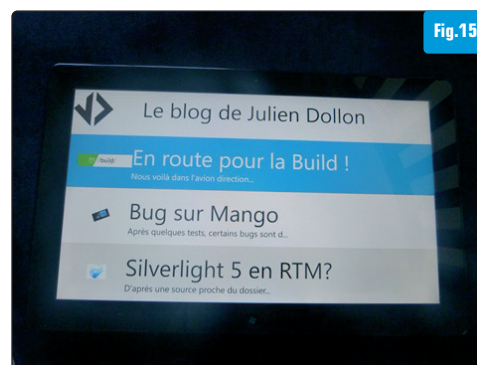 Fig.15
Le blog de Julien Dollon
build
En route pour la Build !
Nous voilà dans l'avion direction...
Bug sur Mango
Après quelques tests, certains bugs sont d...
Silverlight 5 en RTM?
D'après une source proche du dossier...